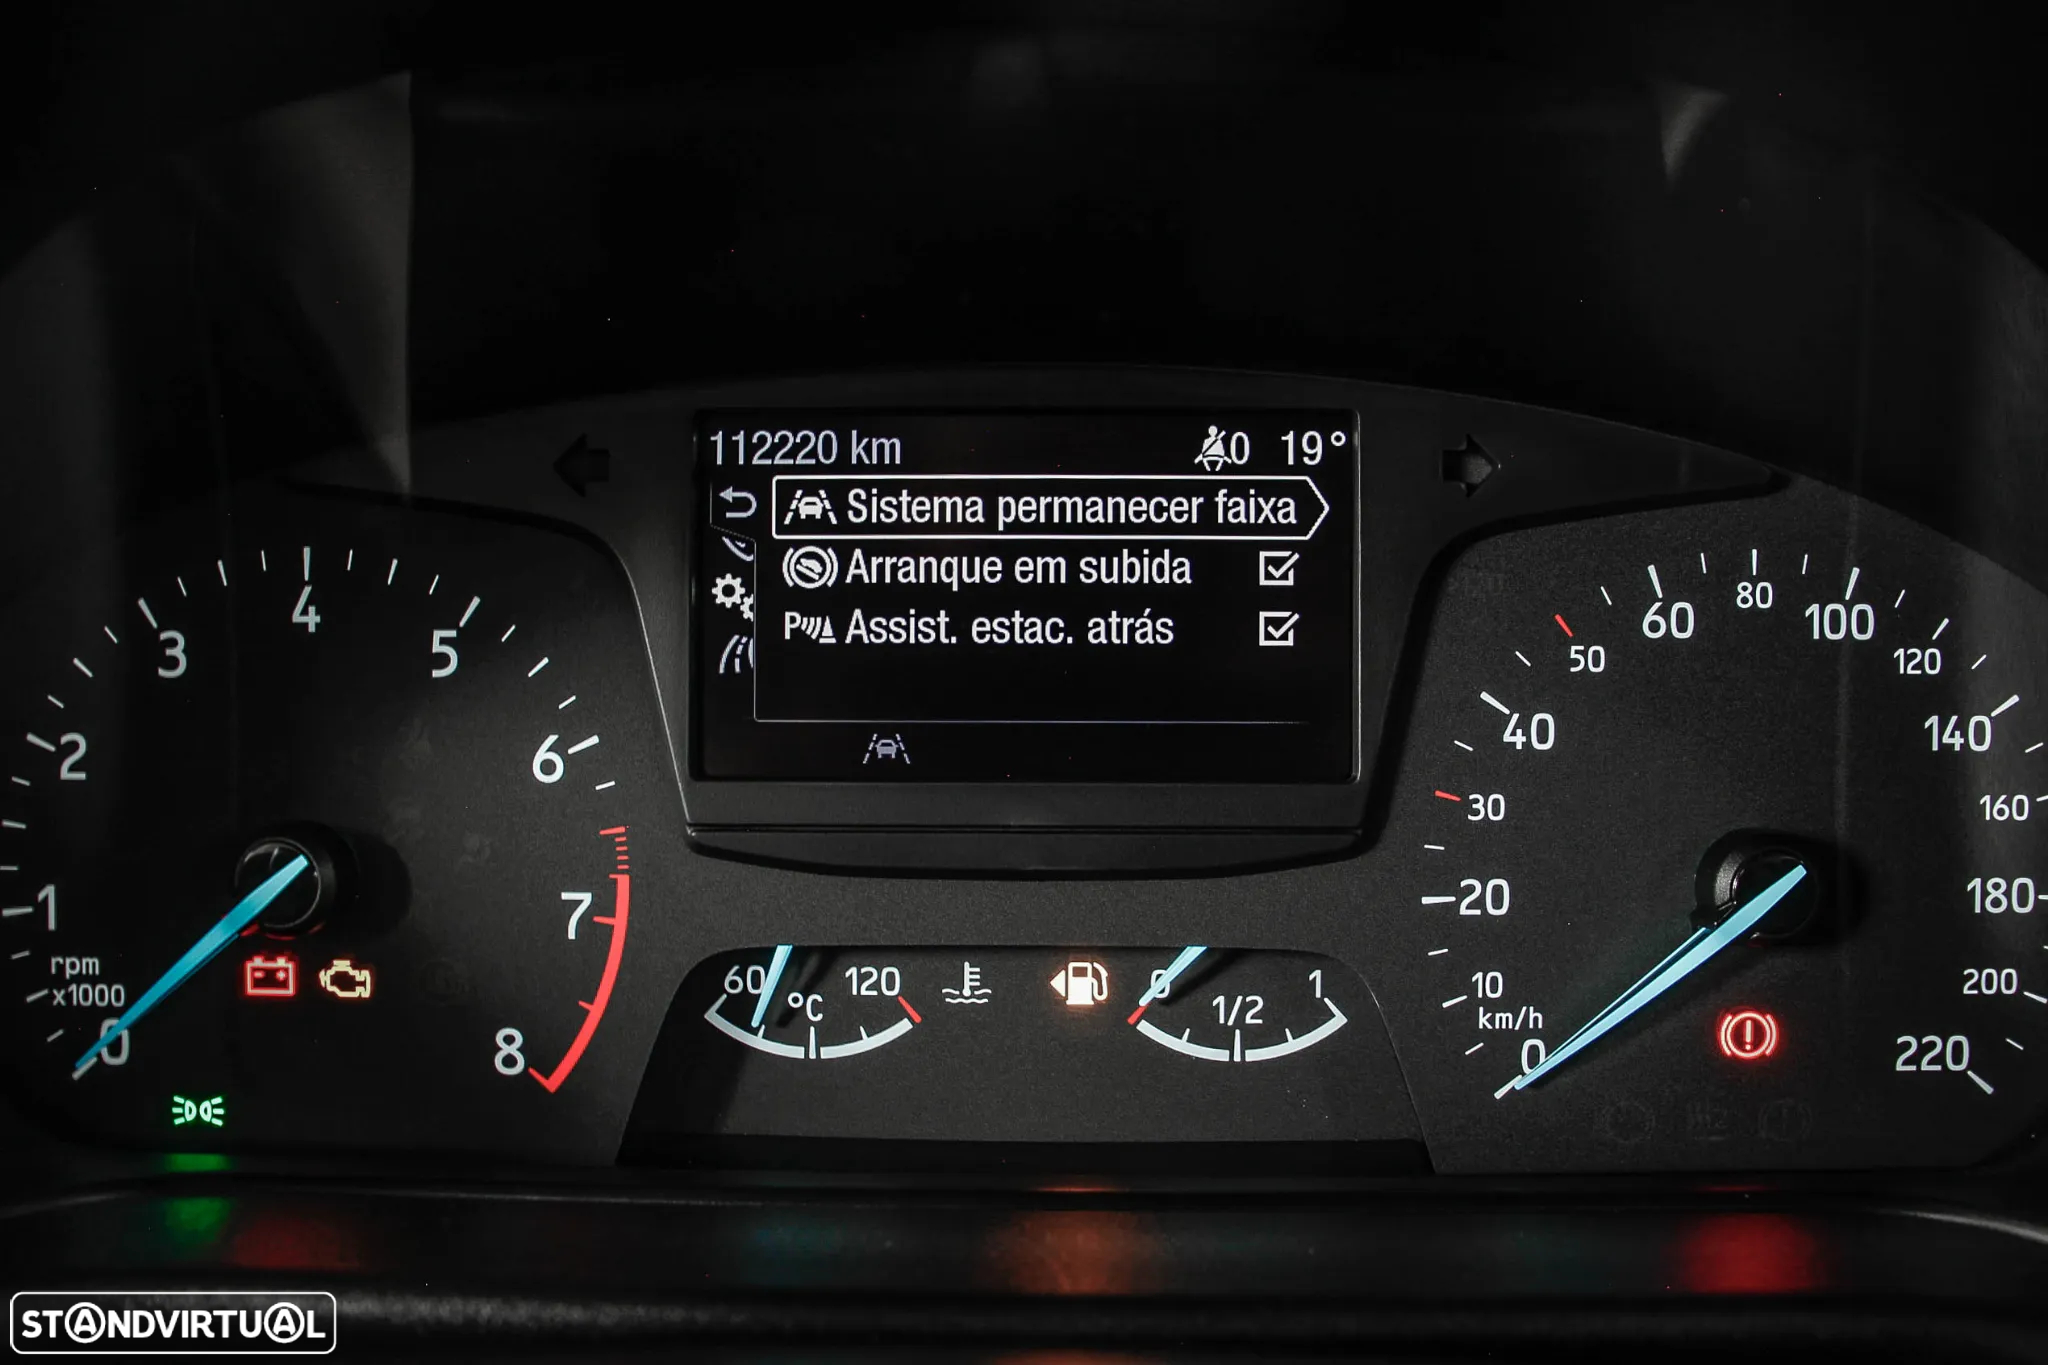 112220 km 0 19°
Sistema permanecer faixa
Arranque em subida
P Assist. estac. atrás
0 1 2 3 4 5 6 7 8
rpm
x1000
60 °C 120
0 1/2 1
0 10 20 30 40 50 60 80 100 120 140 160 180 200 220
km/h
STANDVIRTUAL